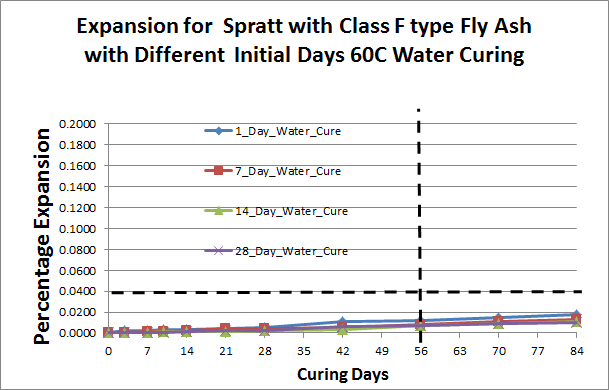 Expansion for Spratt with Class F type Fly Ash
with Different Initial Days 60C Water Curing
Percentage Expansion
0.2000
0.1800
0.1600
0.1400
0.1200
0.1000
0.0800
0.0600
0.0400
0.0200
0.0000
1_Day_Water_Cure
7_Day_Water_Cure
14_Day_Water_Cure
28_Day_Water_Cure
0 7 14 21 28 35 42 49 56 63 70 77 84
Curing Days